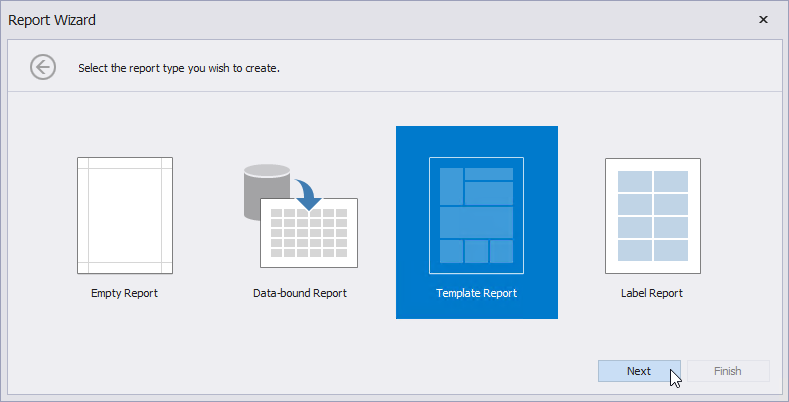 Report Wizard
Select the report type you wish to create.
Empty Report
Data-bound Report
Template Report
Label Report
Next
Finish